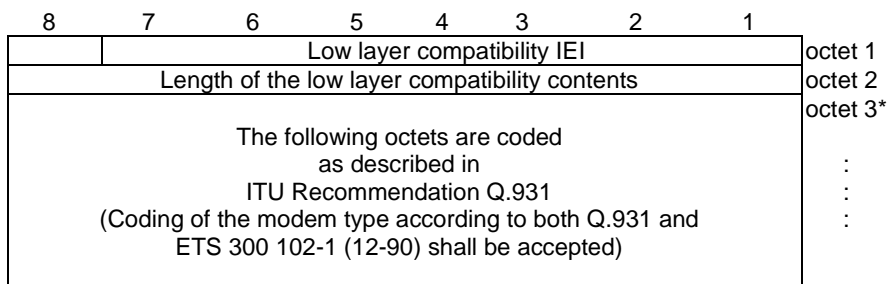 8 7 6 5 4 3 2 1
Low layer compatibility IEI octet 1
Length of the low layer compatibility contents octet 2
octet 3*
The following octets are coded
as described in :
ITU Recommendation Q.931 :
(Coding of the modem type according to both Q.931 and :
ETS 300 102-1 (12-90) shall be accepted)